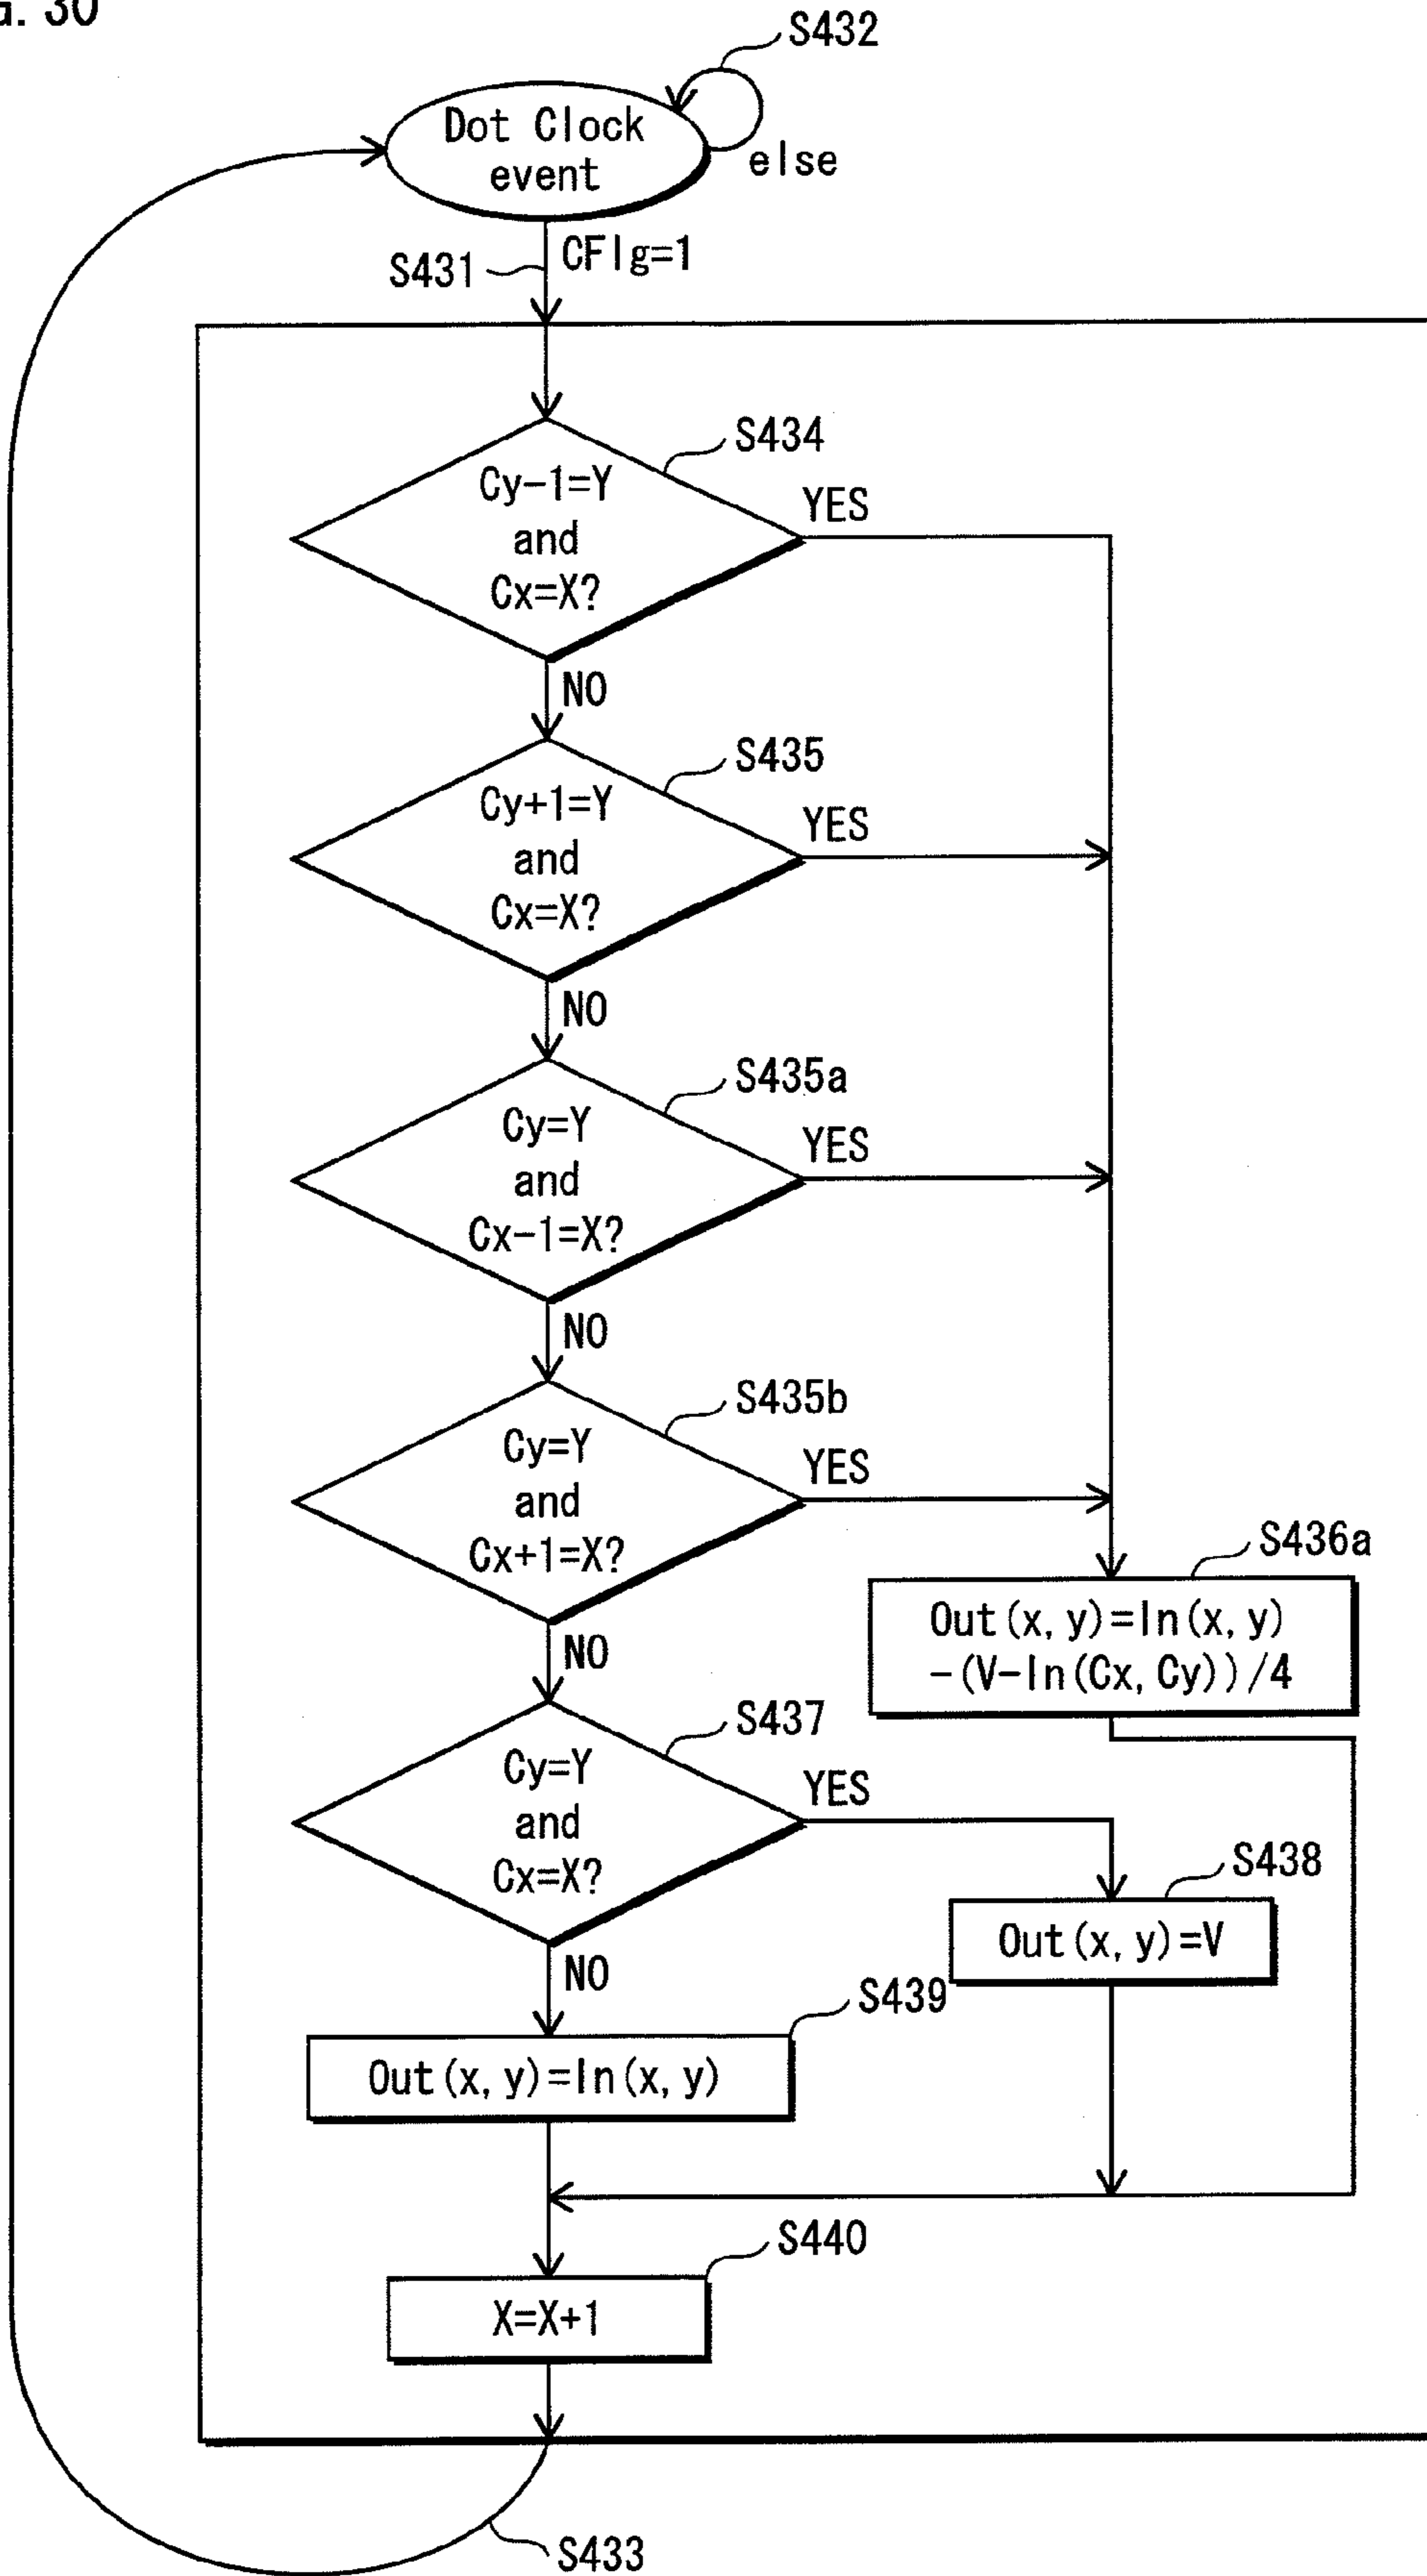 G. 30
S432
Dot Clock
event
else
S431
CFlg=1
S434
Cy-1=Y
and
Cx=X?
YES
NO
S435
Cy+1=Y
and
Cx=X?
YES
NO
S435a
Cy=Y
and
Cx-1=X?
YES
NO
S435b
Cy=Y
and
Cx+1=X?
YES
NO
S436a
Out(x, y)=In(x, y)
-(V-In(Cx, Cy))/4
S437
Cy=Y
and
Cx=X?
YES
NO
S438
Out(x, y)=V
S439
Out(x, y)=In(x, y)
S440
X=X+1
S433